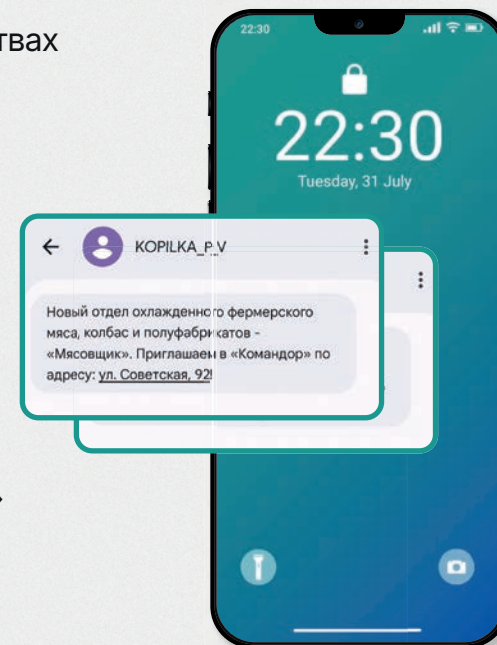 твах
22:30
22:30
Tuesday, 31 July
KOPILKA_P_V
Новый отдел охлажденного фермерского
мяса, колбас и полуфабрикатов -
«Мясовщик». Приглашаем в «Командор» по
адресу: ул. Советская, 92!